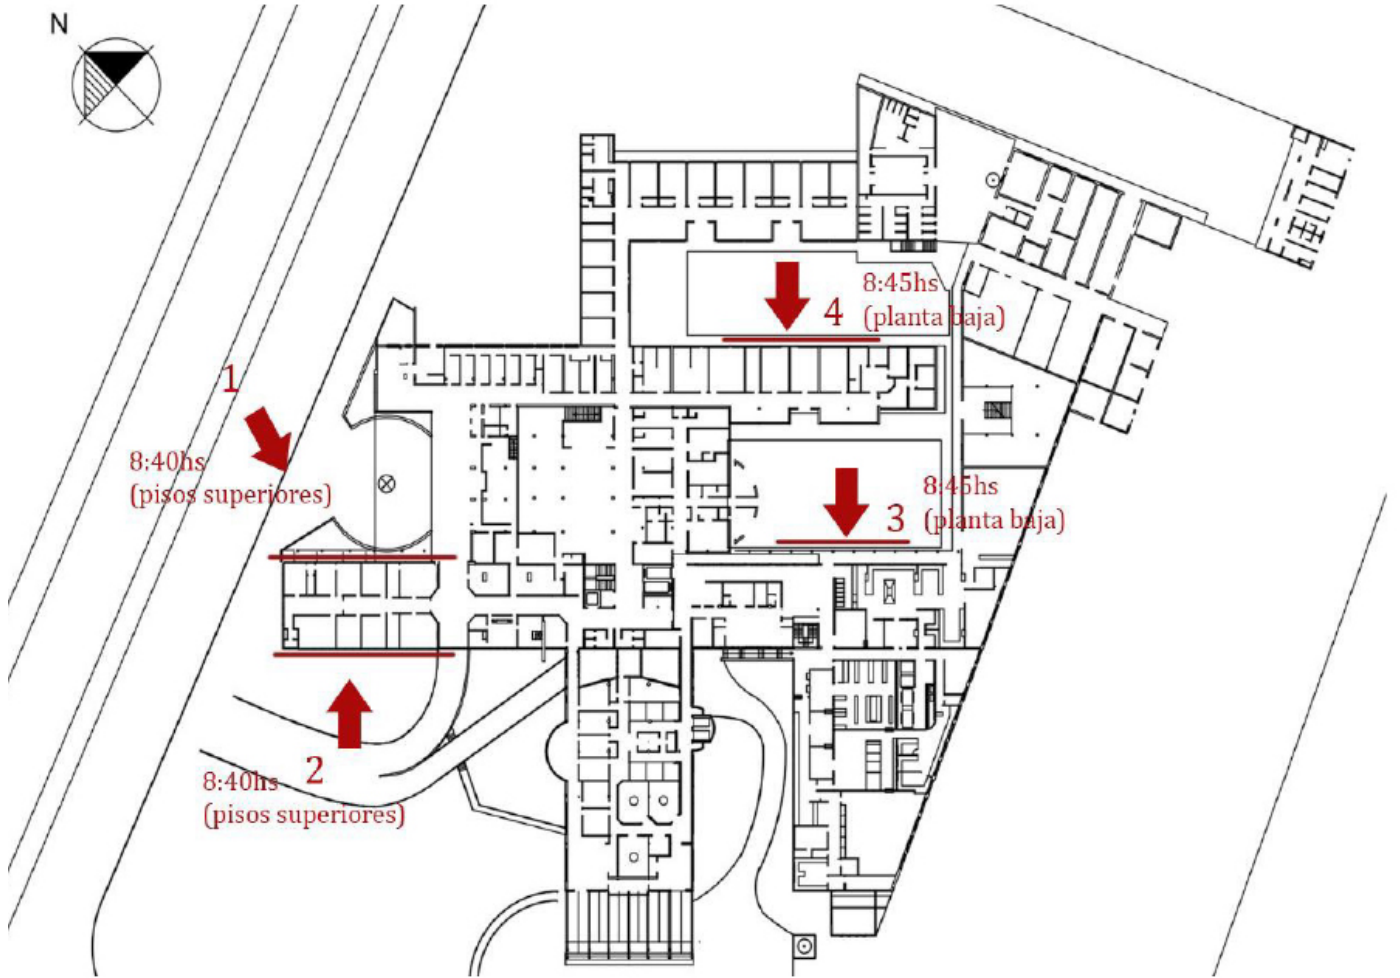 N
8:45hs
4 (planta baja)
1
8:40hs
(pisos superiores)
8:45hs
3 (planta baja)
2
8:40hs
(pisos superiores)